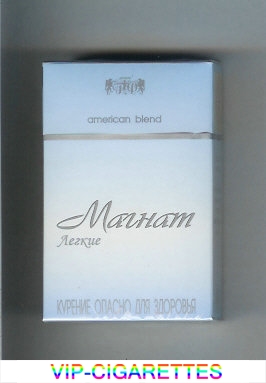 american blend
Магнат
Легкие
КУРЕНИЕ ОПАСНО ДЛЯ ЗДОРОВЬЯ
VIP-CIGARETTES